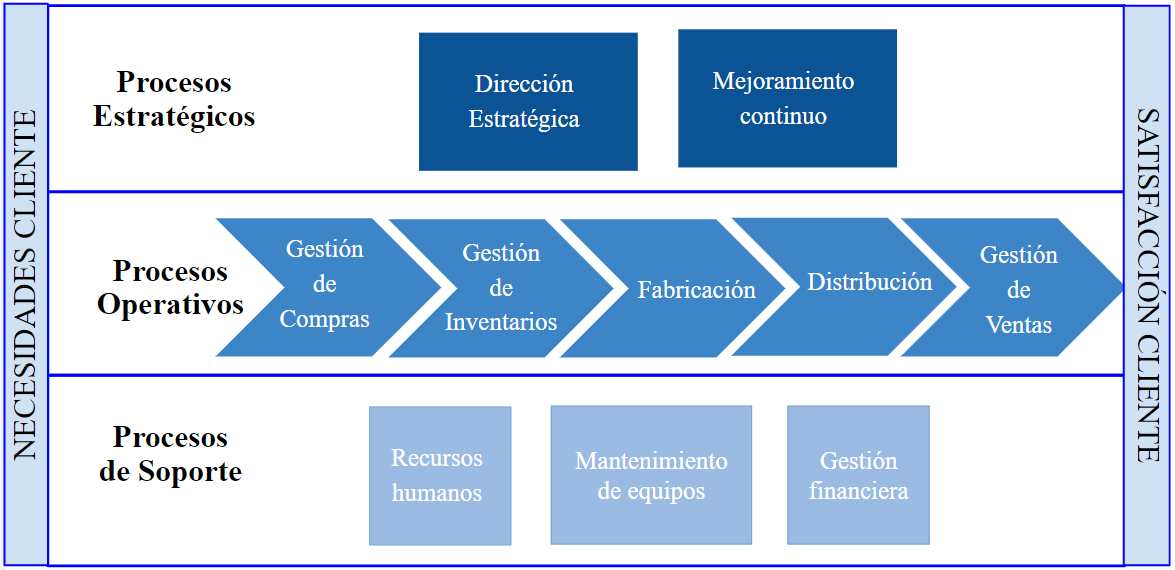 NECESIDADES CLIENTE
Procesos
Estratégicos
Dirección
Estratégica
Mejoramiento
continuo
Procesos
Operativos
Gestión
de
Compras
Gestión
de
Inventarios
Fabricación
Distribución
Gestión
de
Ventas
Procesos
de Soporte
Recursos
humanos
Mantenimiento
de equipos
Gestión
financiera
SATISFACCIÓN CLIENTE